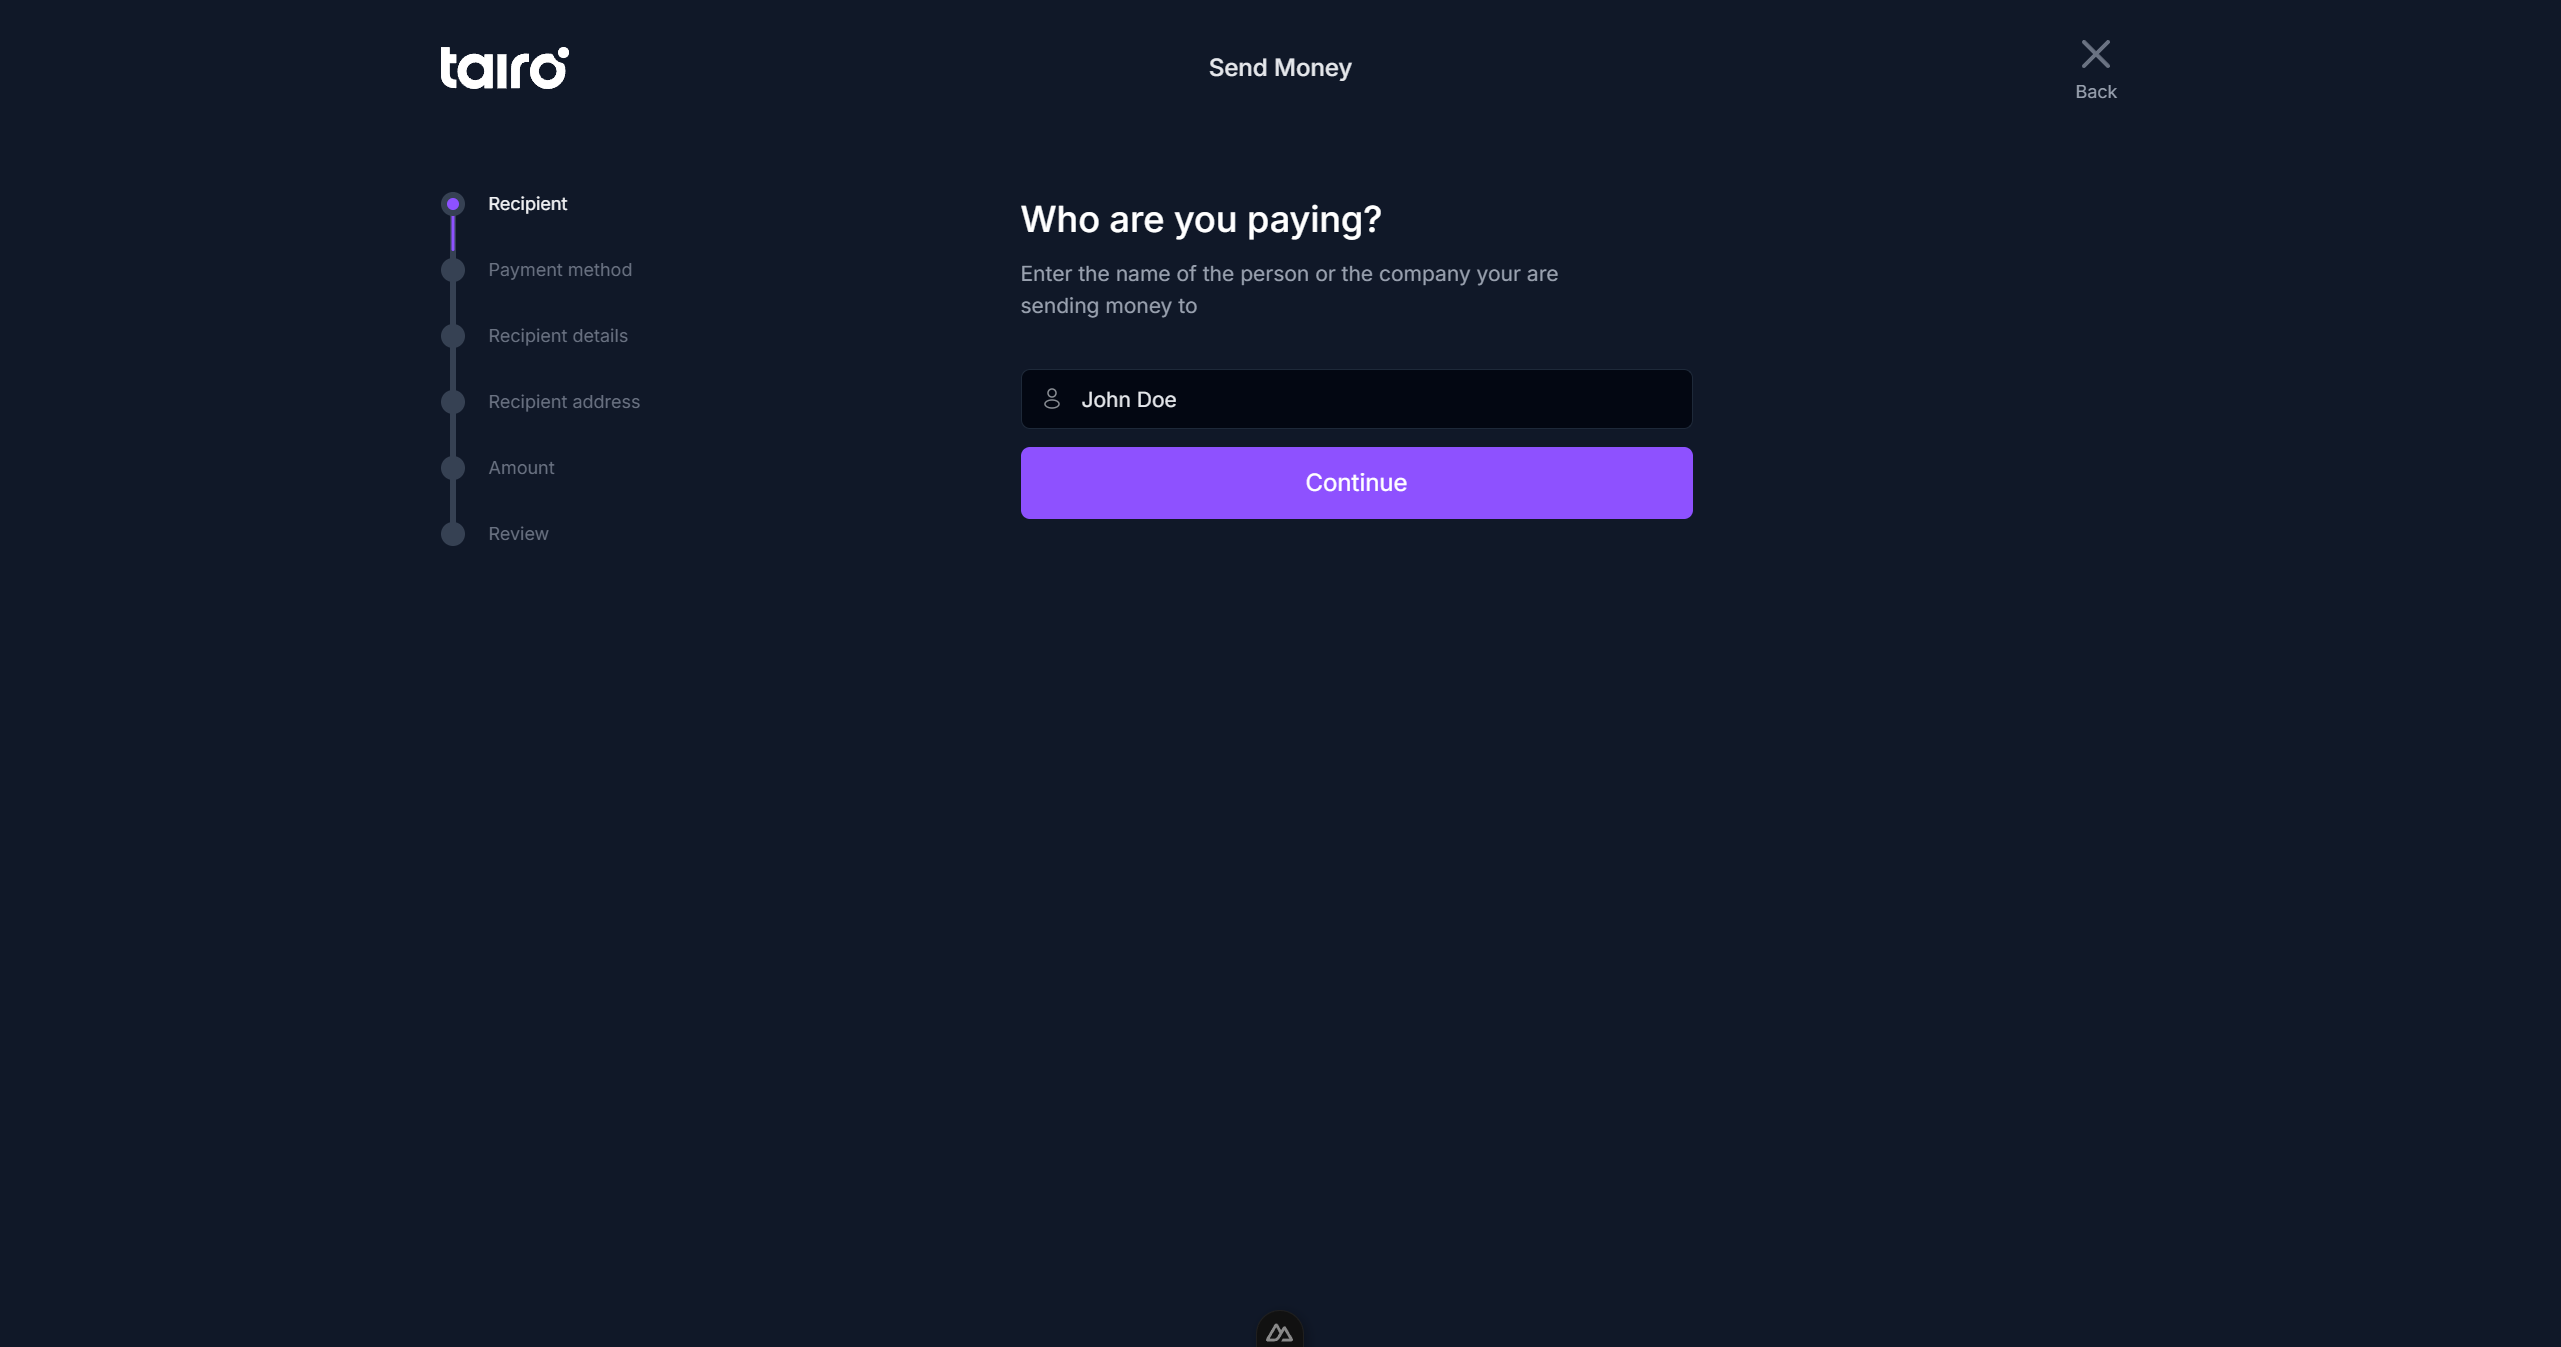 tairo
Send Money
Back
Recipient
Payment method
Recipient details
Recipient address
Amount
Review
Who are you paying?
Enter the name of the person or the company your are
sending money to
John Doe
Continue